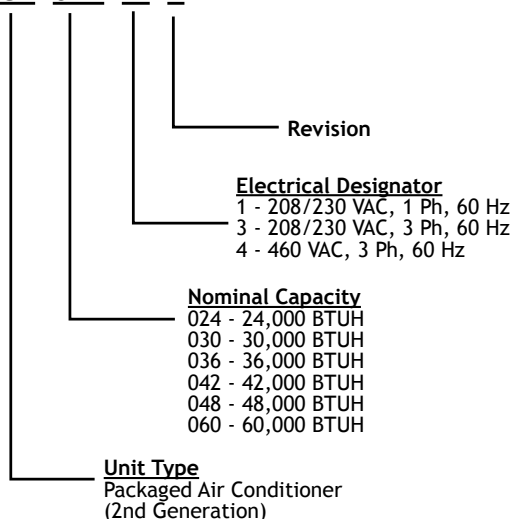 Revision
Electrical Designator
1 - 208/230 VAC, 1 Ph, 60 Hz
3 - 208/230 VAC, 3 Ph, 60 Hz
4 - 460 VAC, 3 Ph, 60 Hz
Nominal Capacity
024 - 24,000 BTUH
030 - 30,000 BTUH
036 - 36,000 BTUH
042 - 42,000 BTUH
048 - 48,000 BTUH
060 - 60,000 BTUH
Unit Type
Packaged Air Conditioner
(2nd Generation)